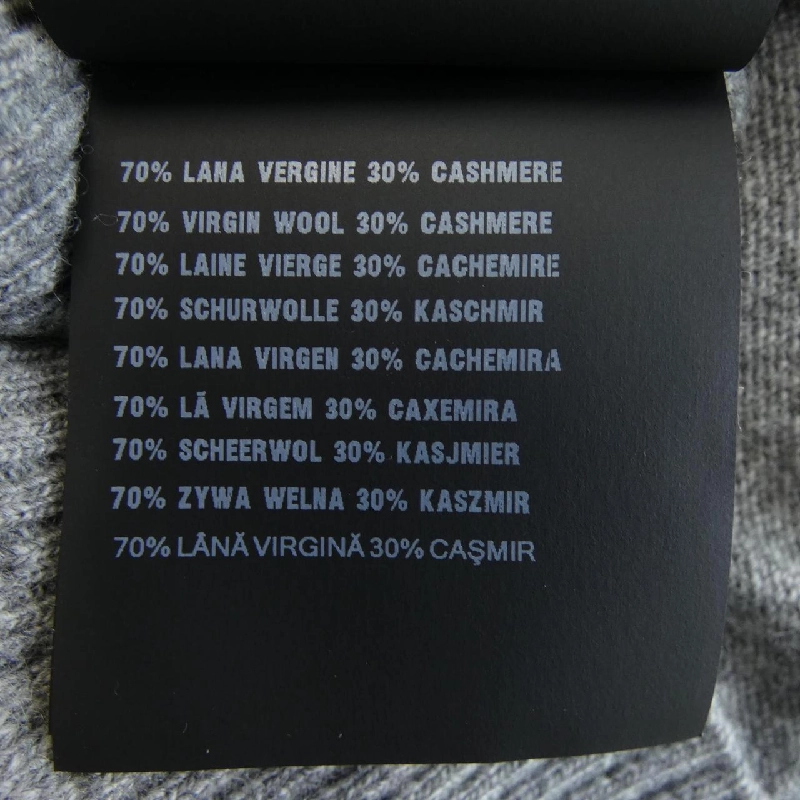 70% LANA VERGINE 30% CASHMERE
70% VIRGIN WOOL 30% CASHMERE
70% LAINE VIERGE 30% CACHEMIRE
70% SCHURWOLLE 30% KASCHMIR
70% LANA VIRGEN 30% CACHEMIRA
70% LÃ VIRGEM 30% CAXEMIRA
70% SCHEERWOL 30% KASJMIER
70% ZYWA WELNA 30% KASZMIR
70% LÂNĂ VIRGINĂ 30% CAŞMIR